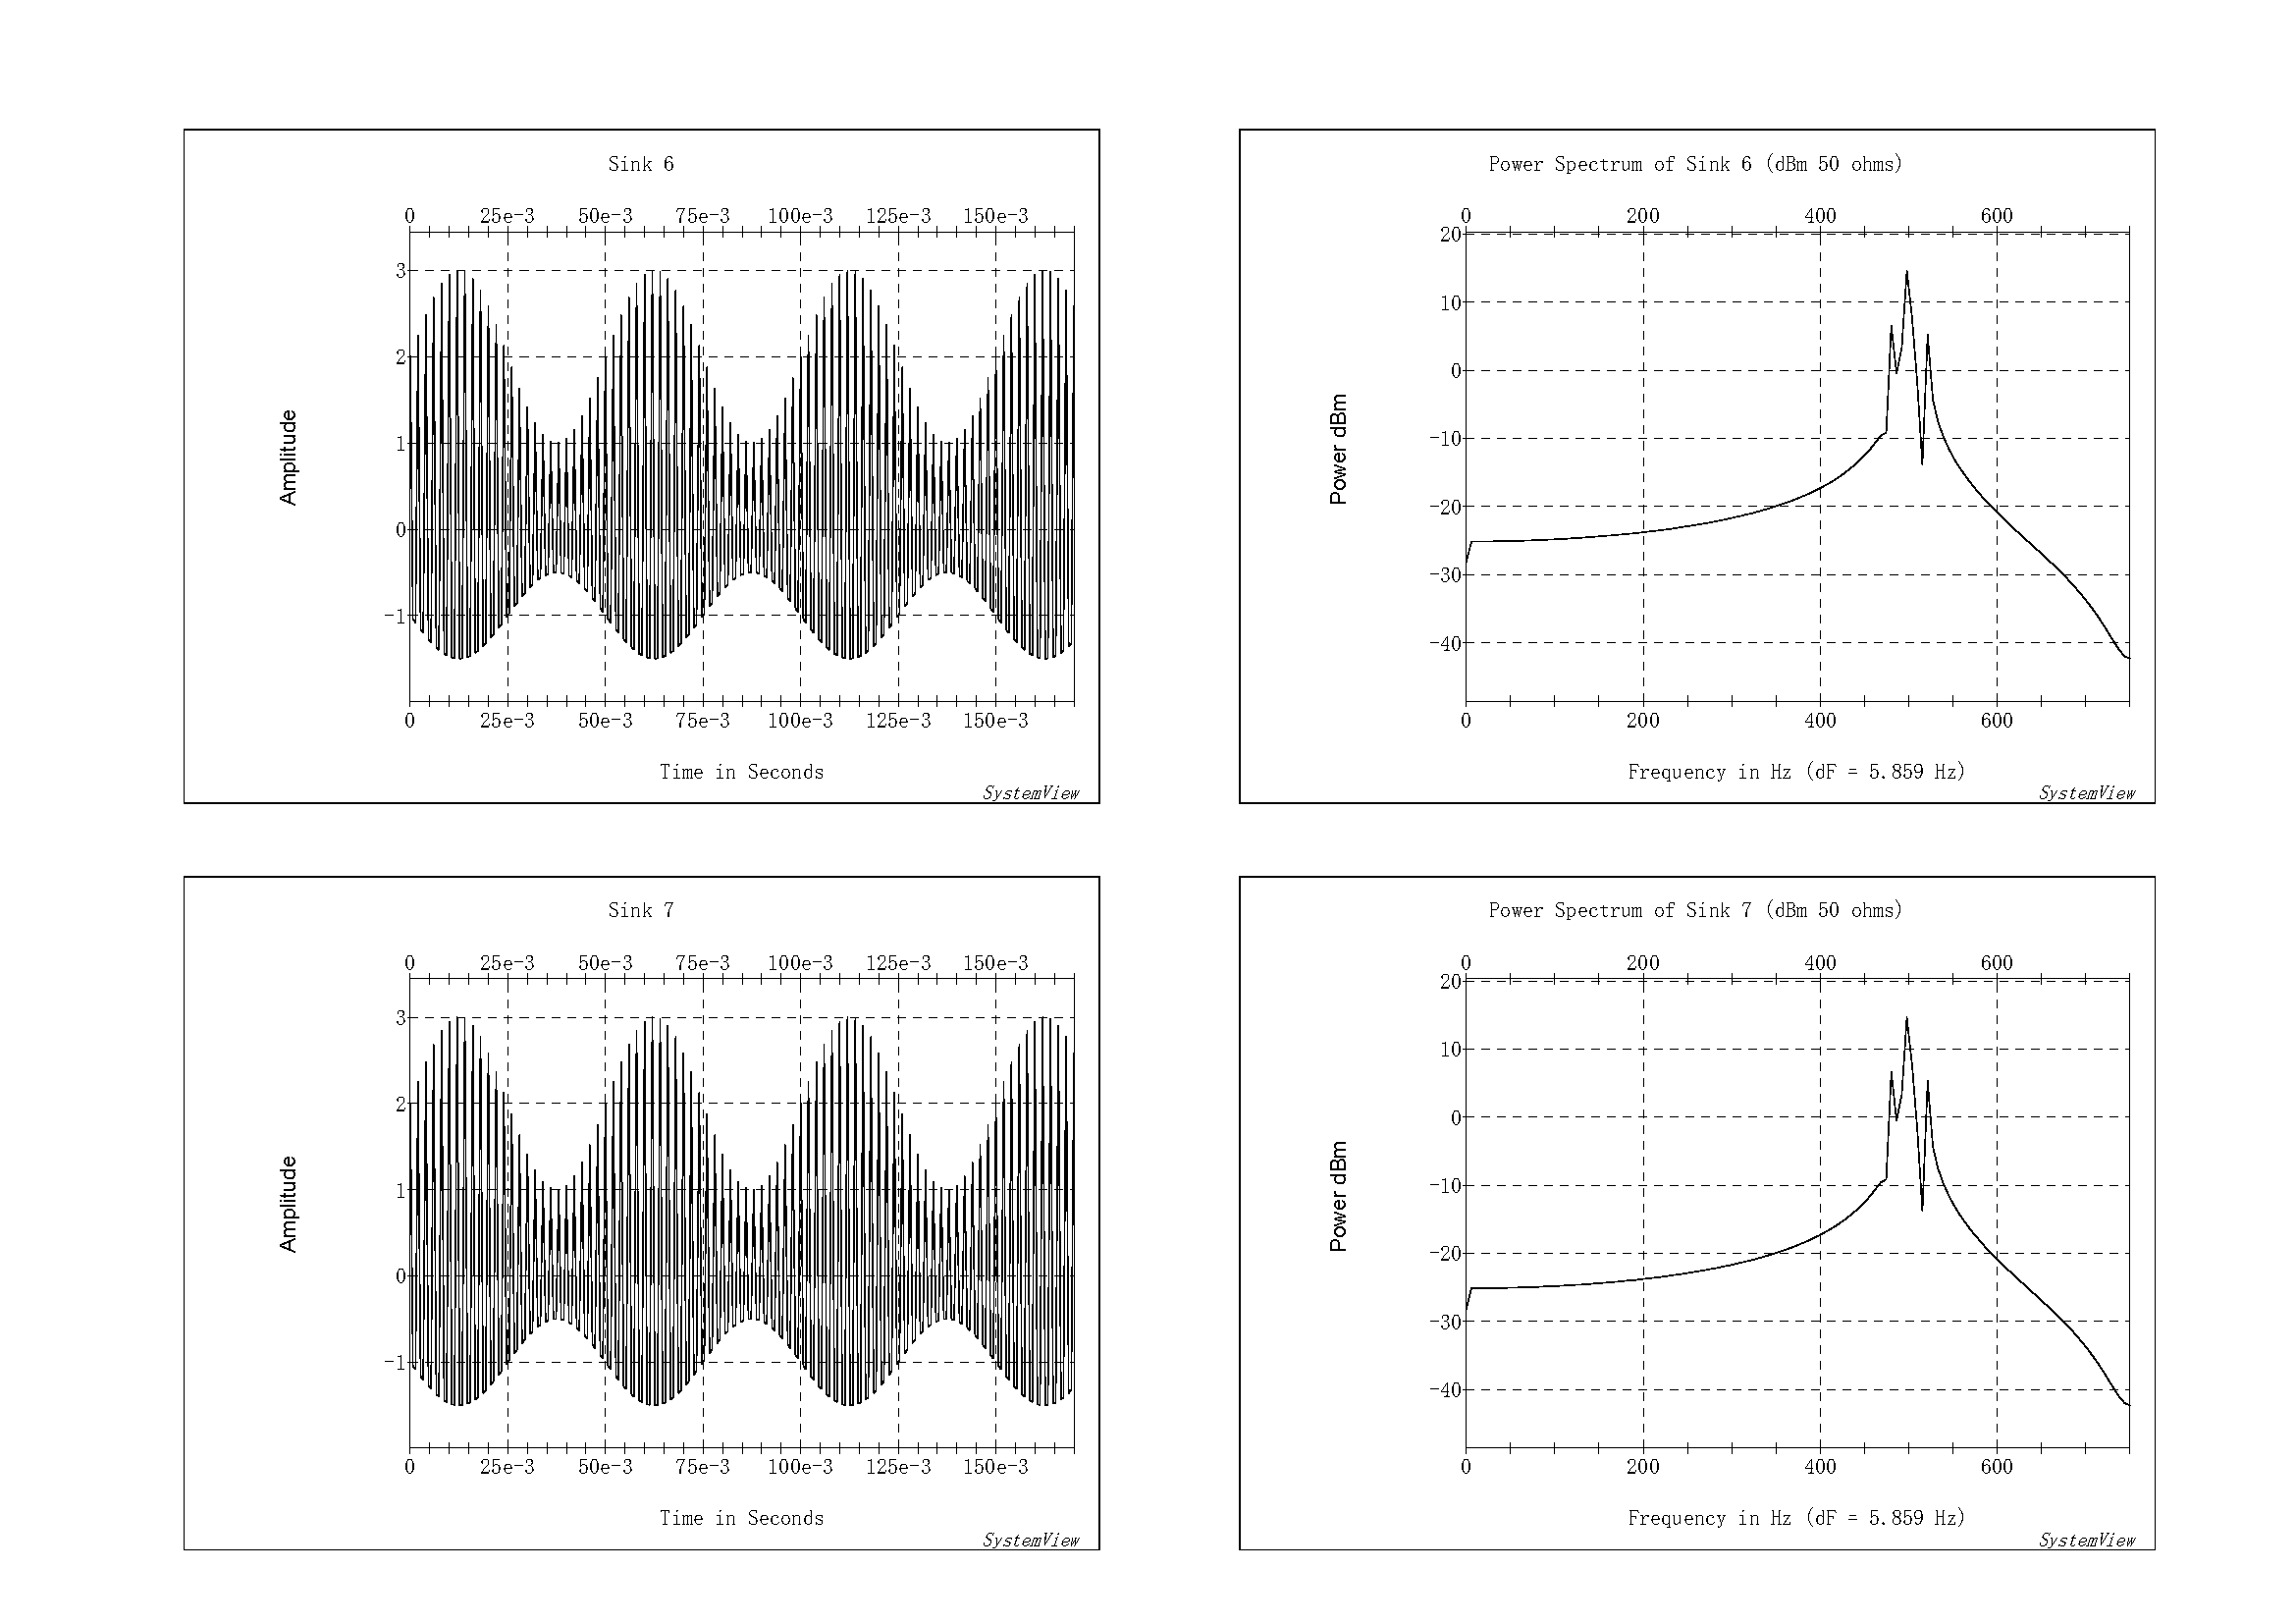 Sink 6
0 25e-3 50e-3 75e-3 100e-3 125e-3 150e-3
3
2
1
0
-1
Amplitude
0 25e-3 50e-3 75e-3 100e-3 125e-3 150e-3
Time in Seconds
SystemView
Power Spectrum of Sink 6 (dBm 50 ohms)
0 200 400 600
20
10
0
-10
-20
-30
-40
Power dBm
0 200 400 600
Frequency in Hz (dF = 5.859 Hz)
SystemView
Sink 7
0 25e-3 50e-3 75e-3 100e-3 125e-3 150e-3
3
2
1
0
-1
Amplitude
0 25e-3 50e-3 75e-3 100e-3 125e-3 150e-3
Time in Seconds
SystemView
Power Spectrum of Sink 7 (dBm 50 ohms)
0 200 400 600
20
10
0
-10
-20
-30
-40
Power dBm
0 200 400 600
Frequency in Hz (dF = 5.859 Hz)
SystemView